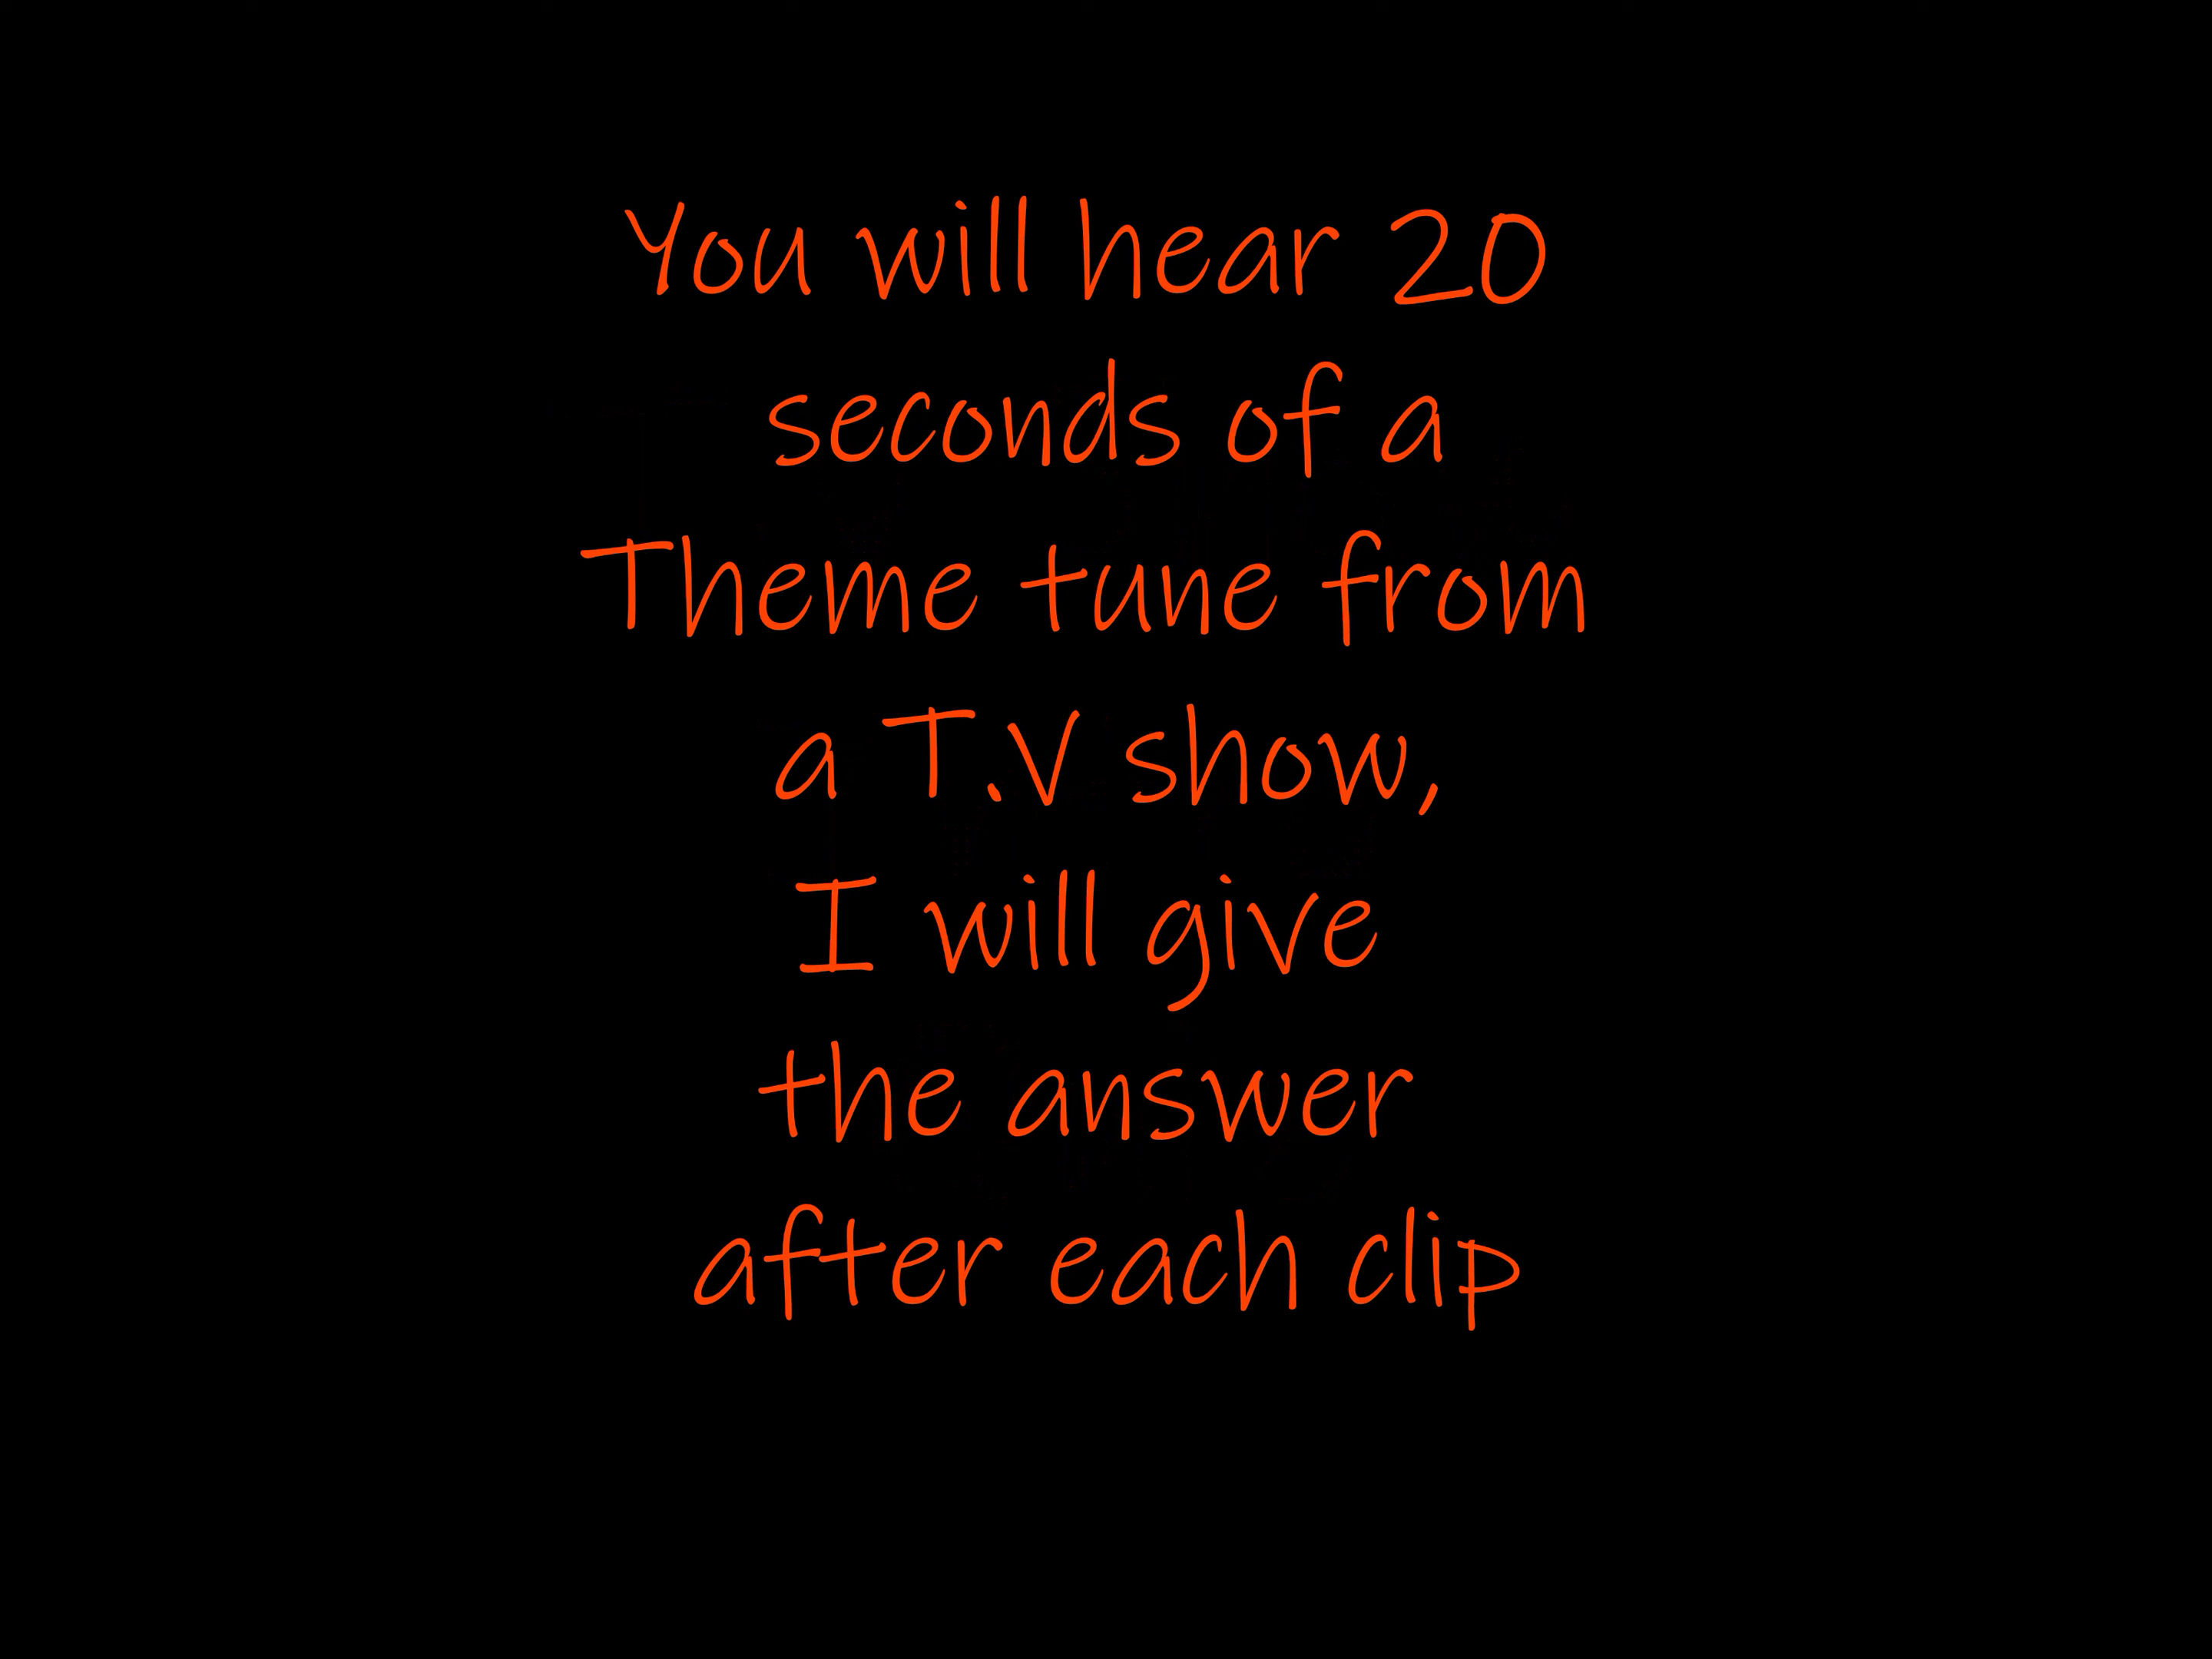 You will hear 20
seconds of a
Theme tune from
a T.V show,
I will give
the answer
after each clip